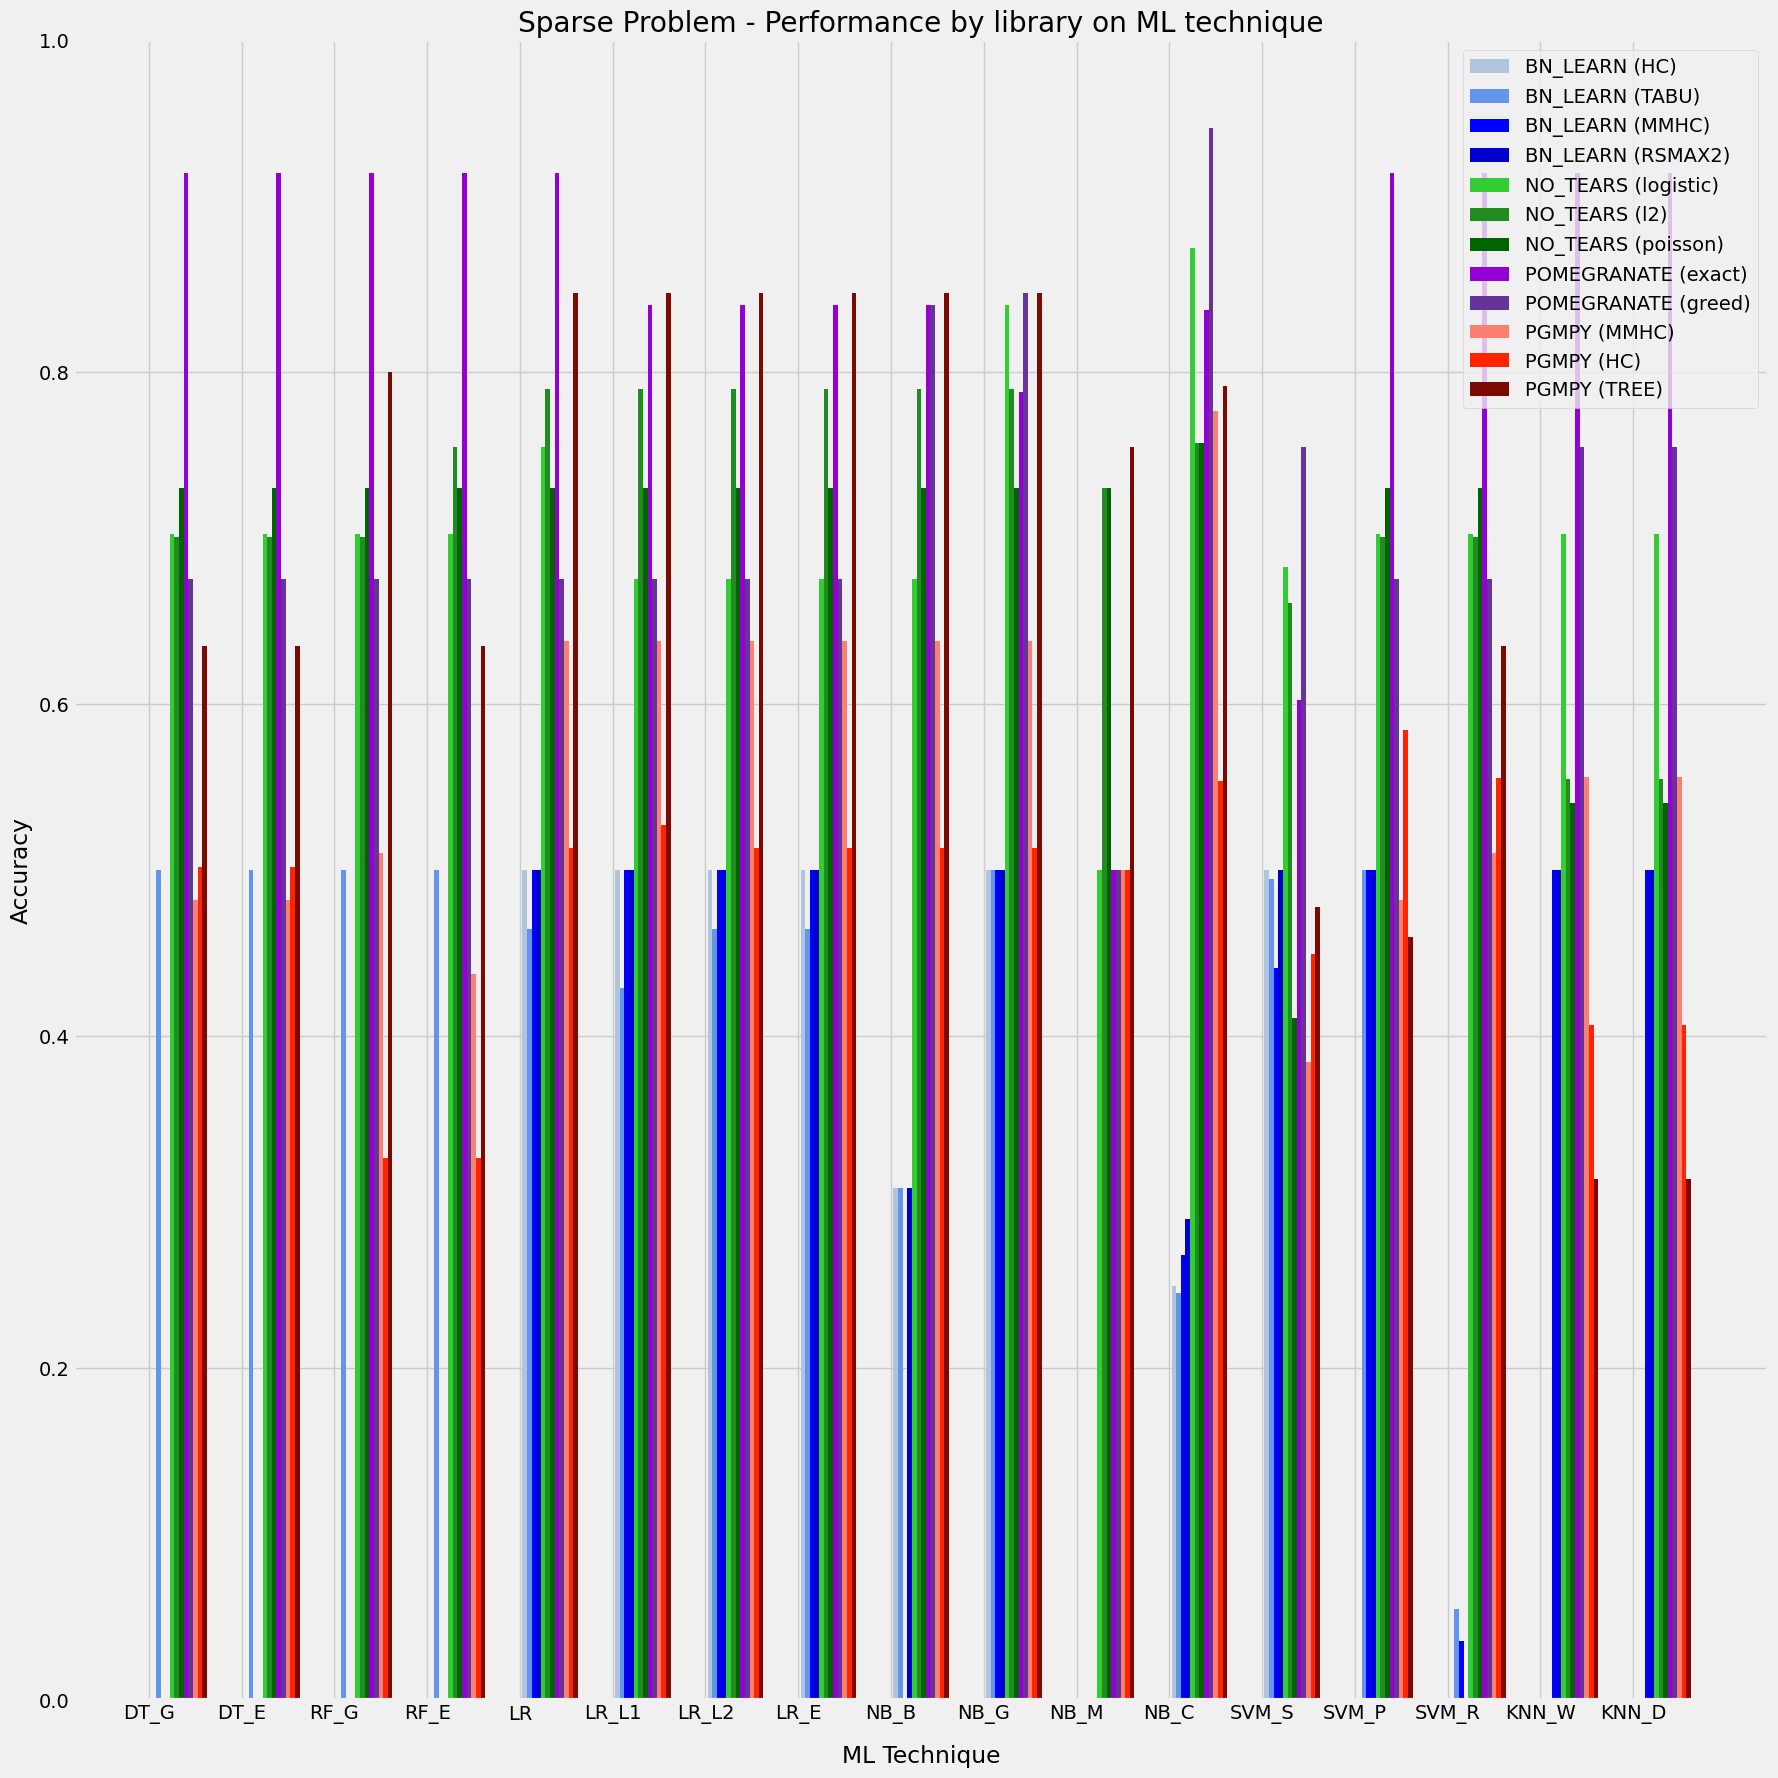 Sparse Problem - Performance by library on ML technique
1.0
0.8
0.6
0.4
0.2
0.0
Accuracy
BN_LEARN (HC)
BN_LEARN (TABU)
BN_LEARN (MMHC)
BN_LEARN (RSMAX2)
NO_TEARS (logistic)
NO_TEARS (l2)
NO_TEARS (poisson)
POMEGRANATE (exact)
POMEGRANATE (greed)
PGMPY (MMHC)
PGMPY (HC)
PGMPY (TREE)
DT_G DT_E RF_G RF_E LR LR_L1 LR_L2 LR_E NB_B NB_G NB_M NB_C SVM_S SVM_P SVM_R KNN_W KNN_D
ML Technique